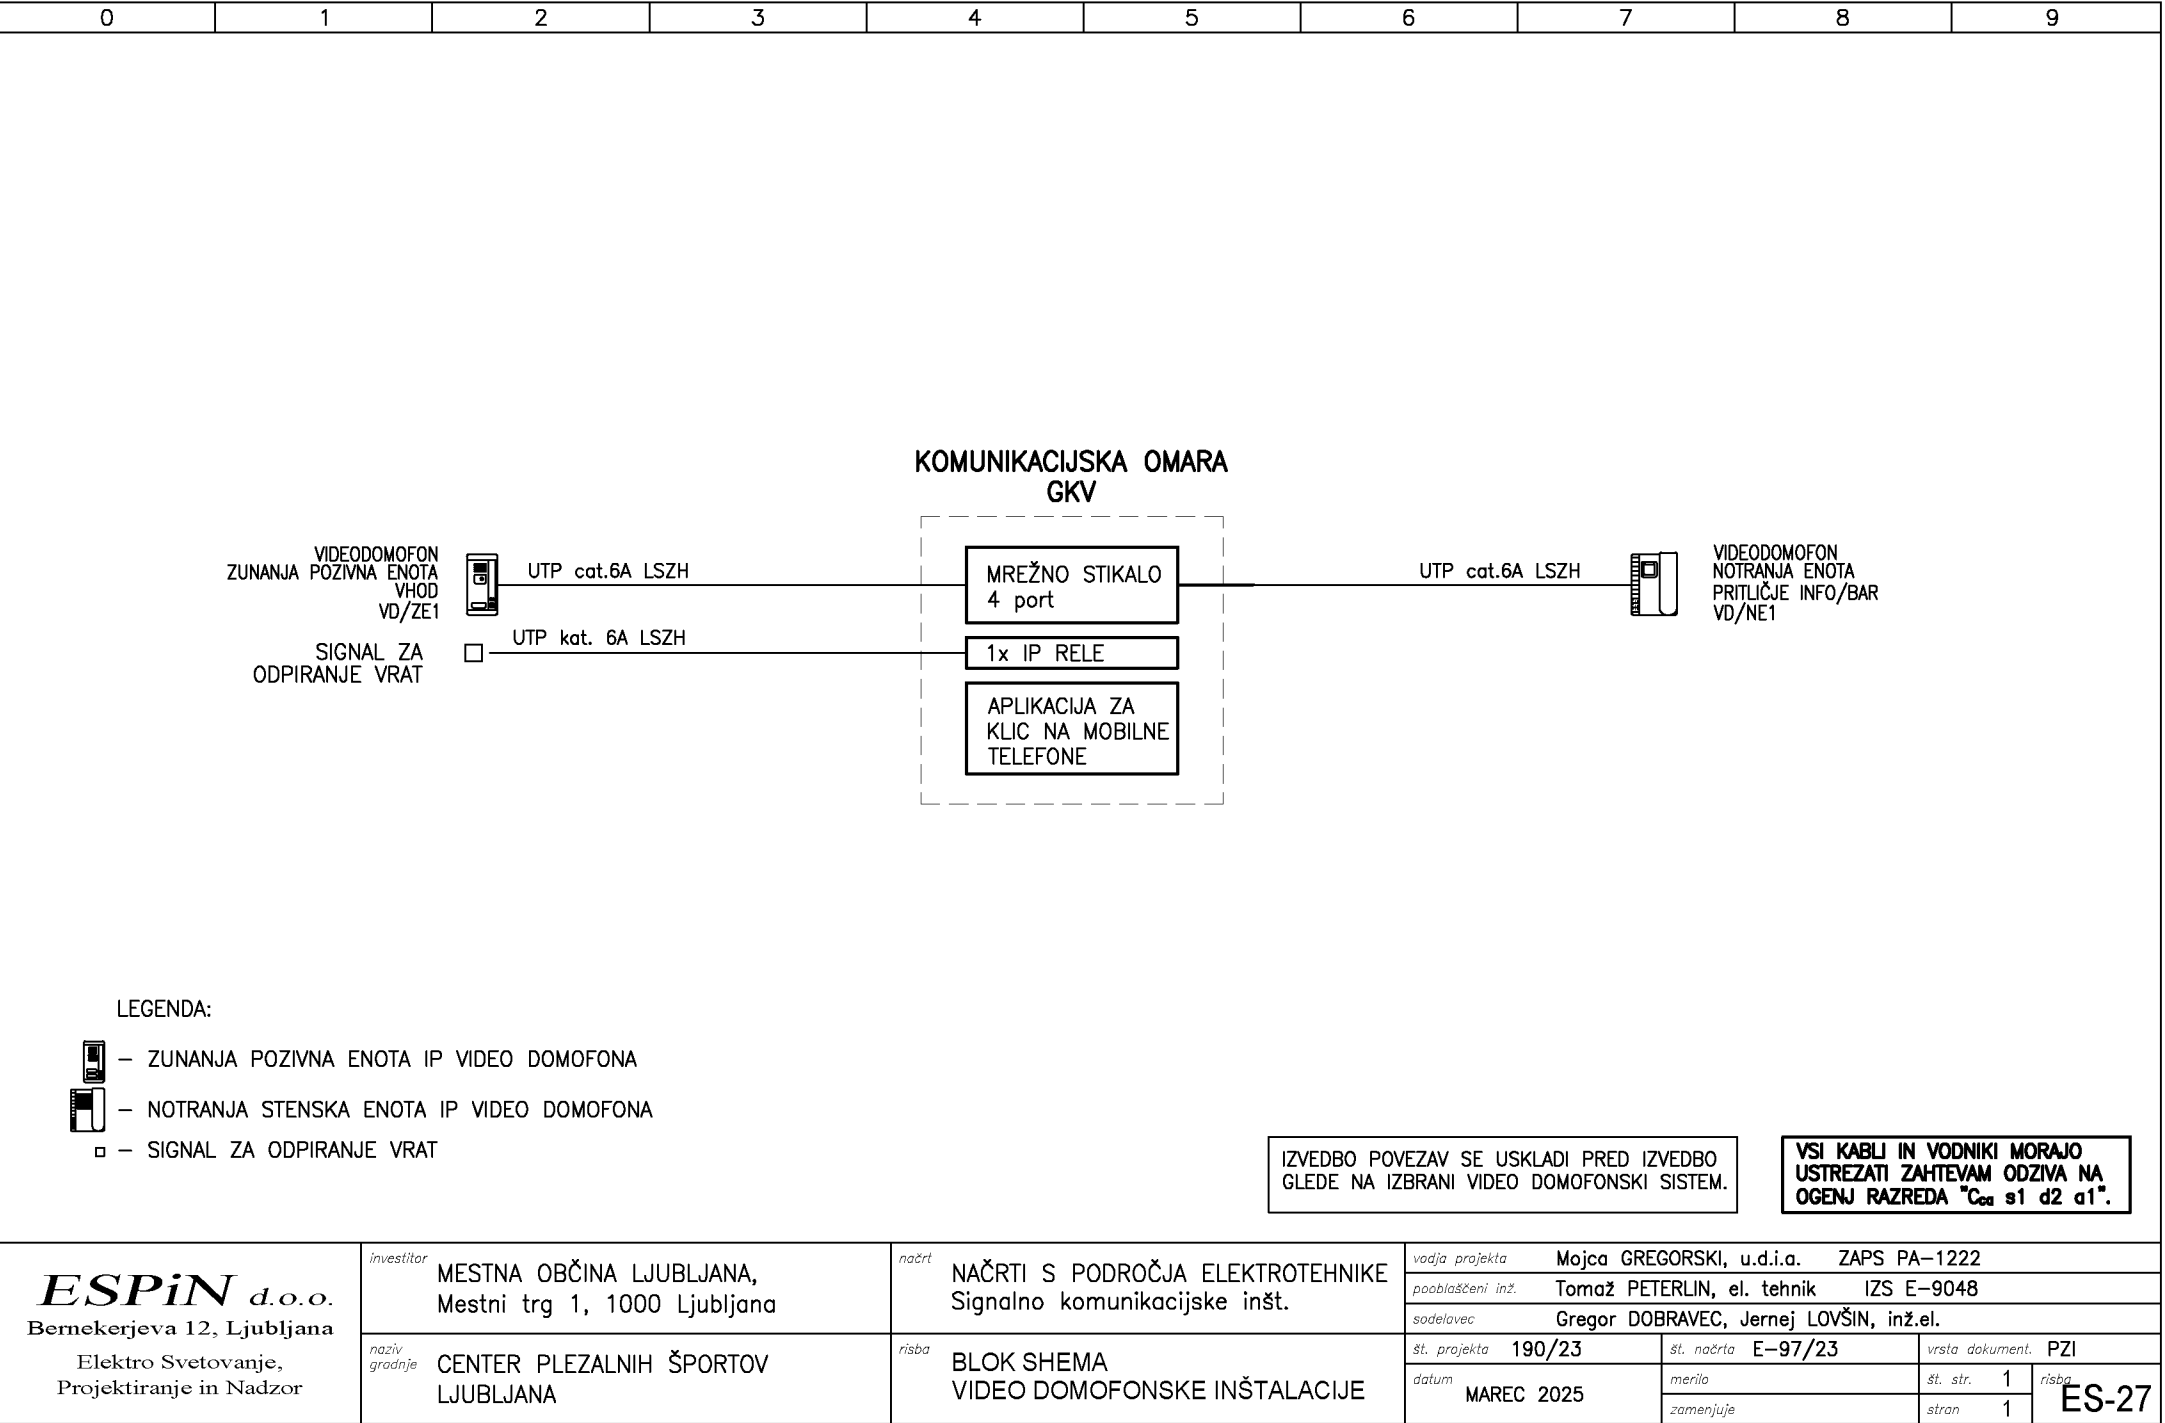 0 1 2 3 4 5 6 7 8 9
KOMUNIKACIJSKA OMARA
GKV
VIDEODOMOFON
ZUNANJA POZIVNA ENOTA
VHOD
VD/ZE1
UTP cat.6A LSZH
MREŽNO STIKALO
4 port
UTP cat.6A LSZH
VIDEODOMOFON
NOTRANJA ENOTA
PRITLIČJE INFO/BAR
VD/NE1
SIGNAL ZA
ODPIRANJE VRAT
UTP kat. 6A LSZH
1x IP RELE
APLIKACIJA ZA
KLIC NA MOBILNE
TELEFONE
LEGENDA:
– ZUNANJA POZIVNA ENOTA IP VIDEO DOMOFONA
– NOTRANJA STENSKA ENOTA IP VIDEO DOMOFONA
– SIGNAL ZA ODPIRANJE VRAT
IZVEDBO POVEZAV SE USKLADI PRED IZVEDBO
GLEDE NA IZBRANI VIDEO DOMOFONSKI SISTEM.
VSI KABLI IN VODNIKI MORAJO
USTREZATI ZAHTEVAM ODZIVA NA
OGENJ RAZREDA "Cca s1 d2 a1".
ESPiN d.o.o.
Bernekerjeva 12, Ljubljana
Elektro Svetovanje,
Projektiranje in Nadzor
investitor
MESTNA OBČINA LJUBLJANA,
Mestni trg 1, 1000 Ljubljana
naziv
gradnje
CENTER PLEZALNIH ŠPORTOV
LJUBLJANA
načrt
NAČRTI S PODROČJA ELEKTROTEHNIKE
Signalno komunikacijske inšt.
risba
BLOK SHEMA
VIDEO DOMOFONSKE INŠTALACIJE
vodja projekta Mojca GREGORSKI, u.d.i.a. ZAPS PA-1222
pooblaščeni inž. Tomaž PETERLIN, el. tehnik IZS E-9048
sodelavec Gregor DOBRAVEC, Jernej LOVŠIN, inž.el.
št. projekta 190/23 št. načrta E-97/23 vrsta dokument. PZI
datum MAREC 2025
merilo
zamenjuje
št. str. 1
stran 1
risba
ES-27